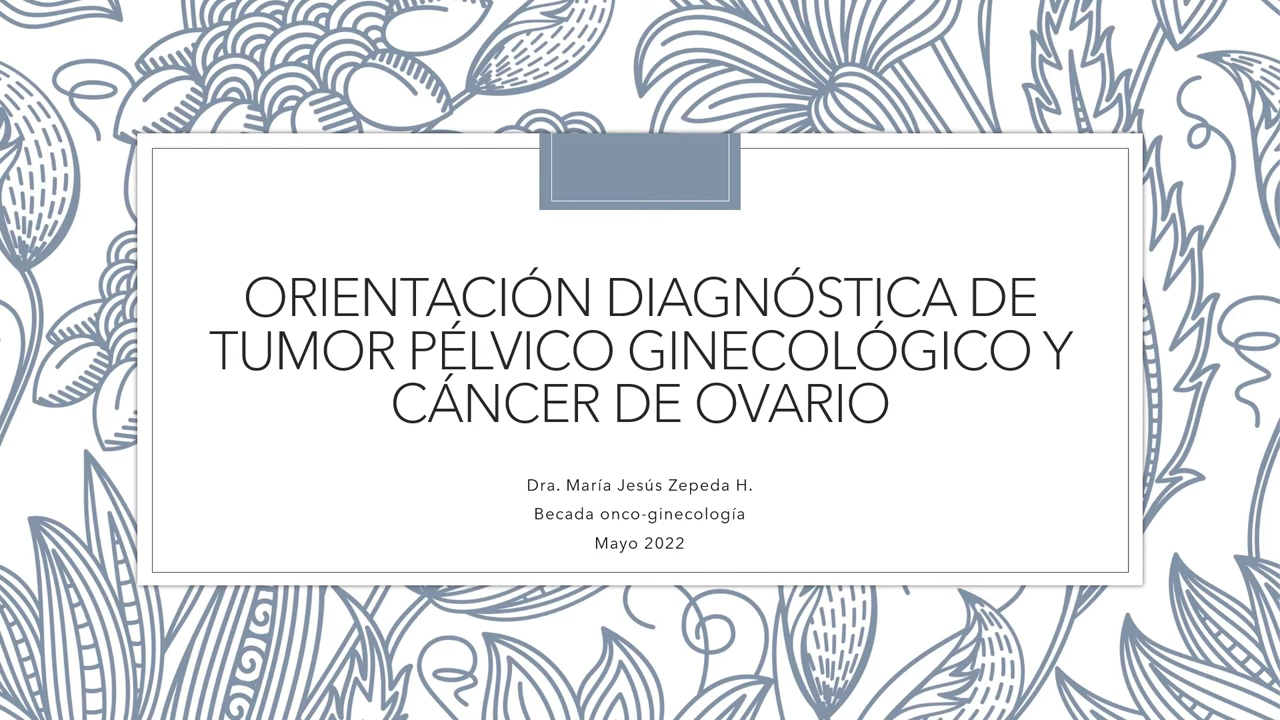 ORIENTACIÓN DIAGNÓSTICA DE
TUMOR PÉLVICO GINECOLÓGICO Y
CÁNCER DE OVARIO
Dra. María Jesús Zepeda H.
Becada onco-ginecología
Mayo 2022